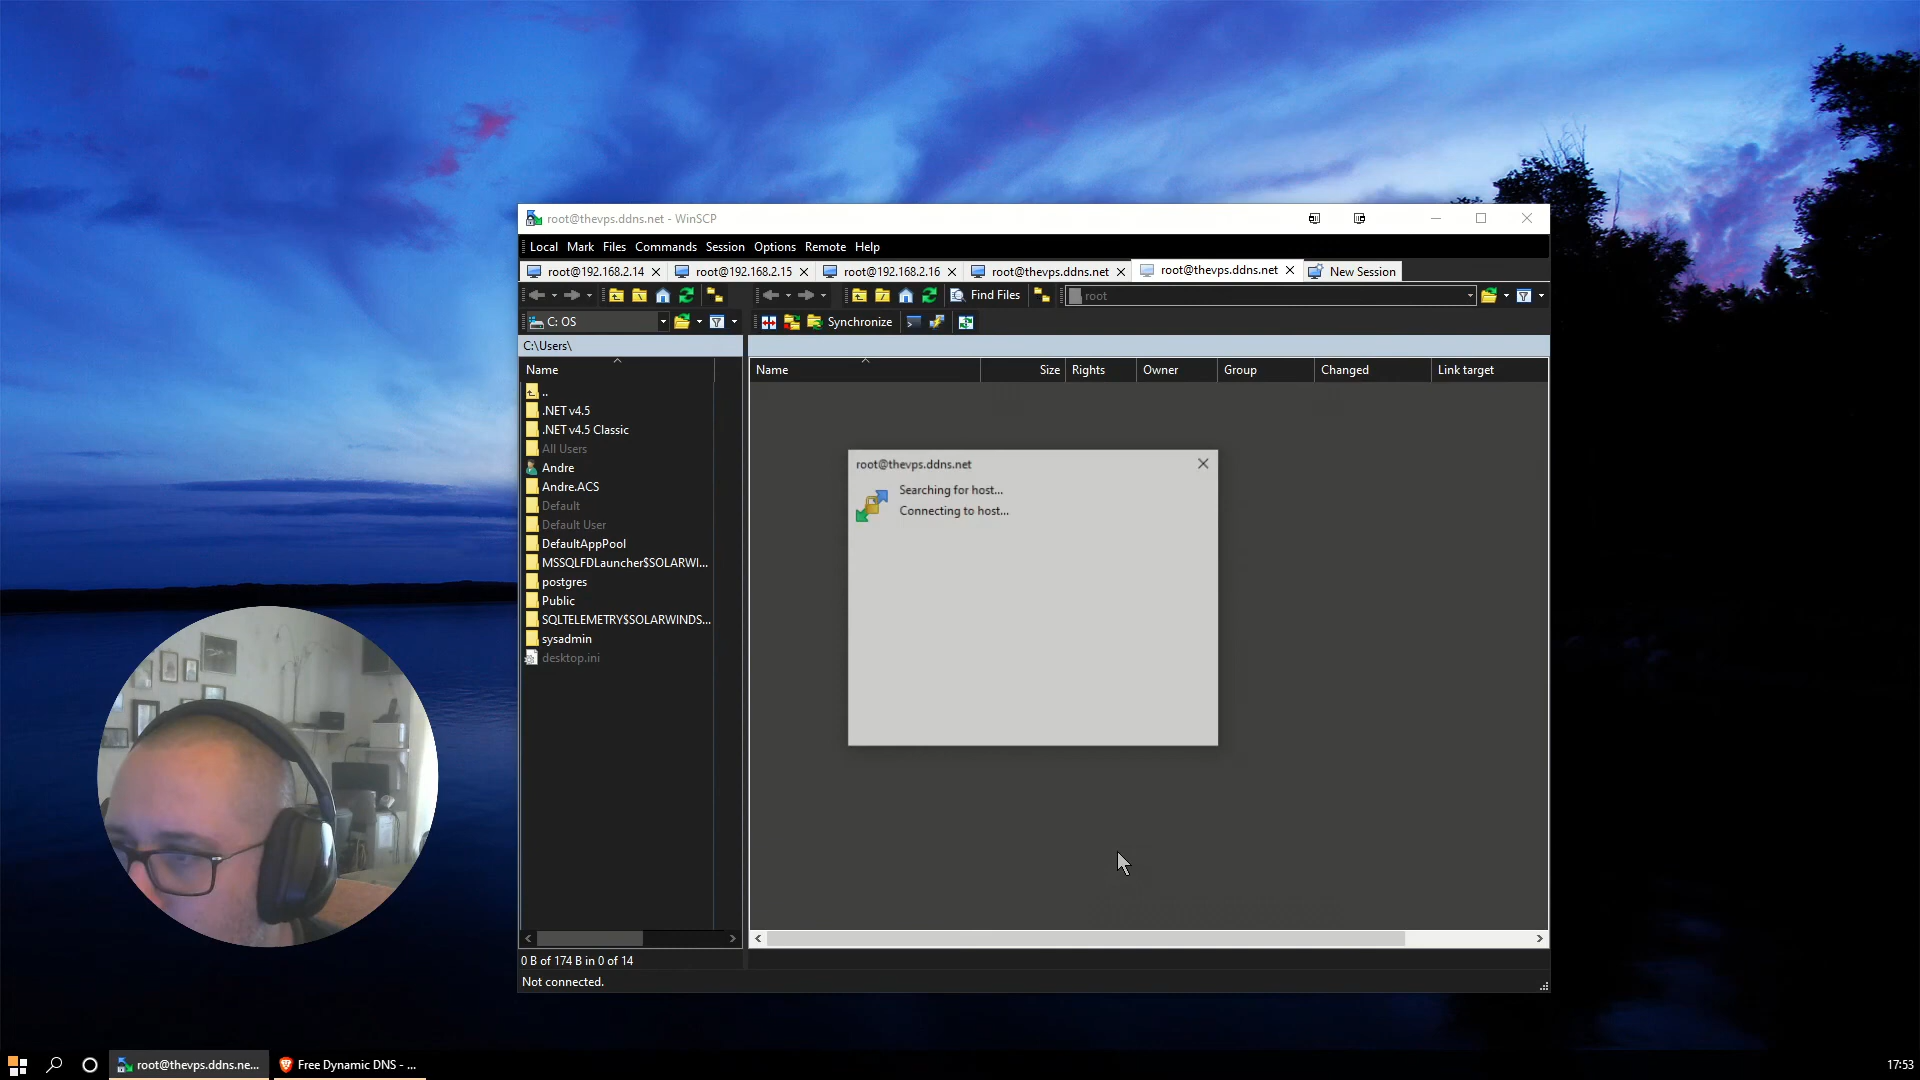 root@thevps.ddns.net - WinSCP
Local Mark Files Commands Session Options Remote Help
root@192.168.2.14 root@192.168.2.15 root@192.168.2.16 root@thevps.ddns.net root@thevps.ddns.net New Session
Find Files root
C: OS Synchronize
C:\Users\
Name
..
.NET v4.5
.NET v4.5 Classic
All Users
Andre
Andre.ACS
Default
Default User
DefaultAppPool
MSSQLFDLauncher$SOLARWI...
postgres
Public
SQLTELEMETRY$SOLARWINDS...
sysadmin
desktop.ini
Name Size Rights Owner Group Changed Link target
root@thevps.ddns.net
Searching for host...
Connecting to host...
0 B of 174 B in 0 of 14
Not connected.
root@thevps.ddns.ne... Free Dynamic DNS - ... 17:53